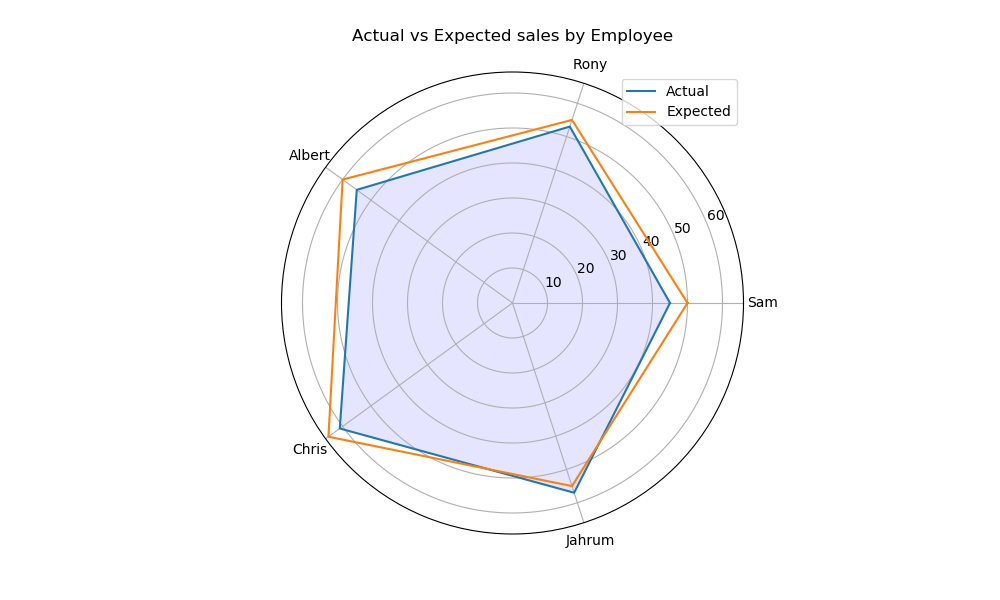 Actual vs Expected sales by Employee
Rony
Actual
Expected
Albert
60
50
40
30
20
10
Sam
Chris
Jahrum